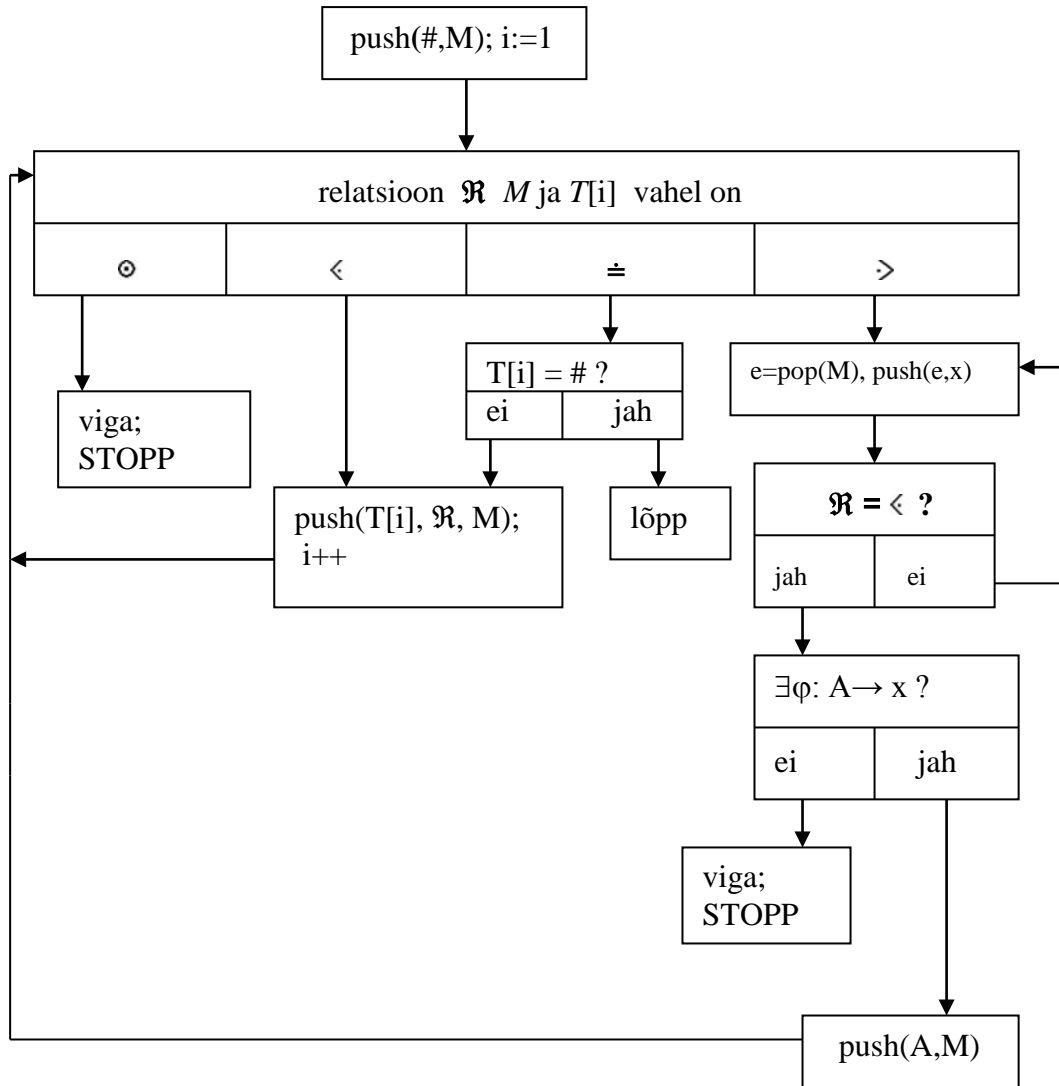 push(#,M); i:=1
relatsioon ℜ M ja T[i] vahel on
⊙ ⋖ ≐ ⋗
T[i] = # ?
ei jah
e=pop(M), push(e,x)
viga;
STOPP
push(T[i], ℜ, M);
i++
lõpp
ℜ = ⋖ ?
jah ei
∃φ: A→ x ?
ei jah
viga;
STOPP
push(A,M)